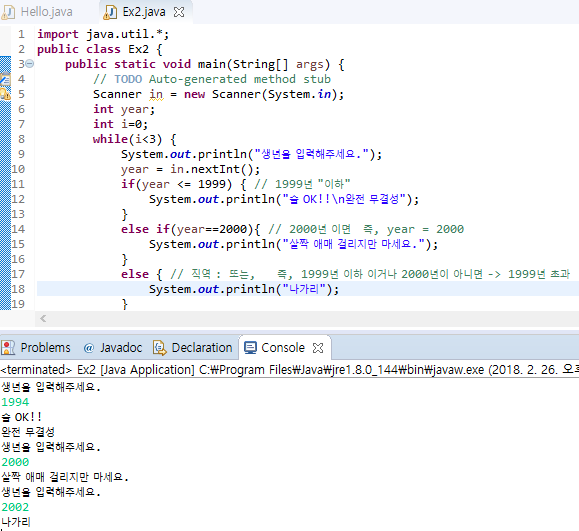 Hello.java Ex2.java
1 import java.util.*;
2 public class Ex2 {
3 public static void main(String[] args) {
4 // TODO Auto-generated method stub
5 Scanner in = new Scanner(System.in);
6 int year;
7 int i=0;
8 while(i<3) {
9 System.out.println("생년을 입력해주세요.");
10 year = in.nextInt();
11 if(year <= 1999) { // 1999년 "이하"
12 System.out.println("술 OK!!\n완전 무결성");
13 }
14 else if(year==2000){ // 2000년 이면 즉, year = 2000
15 System.out.println("살짝 애매 걸리지만 마세요.");
16 }
17 else { // 직역 : 또는, 즉, 1999년 이하 이거나 2000년이 아니면 -> 1999년 초과
18 System.out.println("나가리");
19 }
Problems @ Javadoc Declaration Console
<terminated> Ex2 [Java Application] C:₩Program Files₩Java₩jre1.8.0_144₩bin₩javaw.exe (2018. 2. 26. 오후
생년을 입력해주세요.
1994
술 OK!!
완전 무결성
생년을 입력해주세요.
2000
살짝 애매 걸리지만 마세요.
생년을 입력해주세요.
2002
나가리